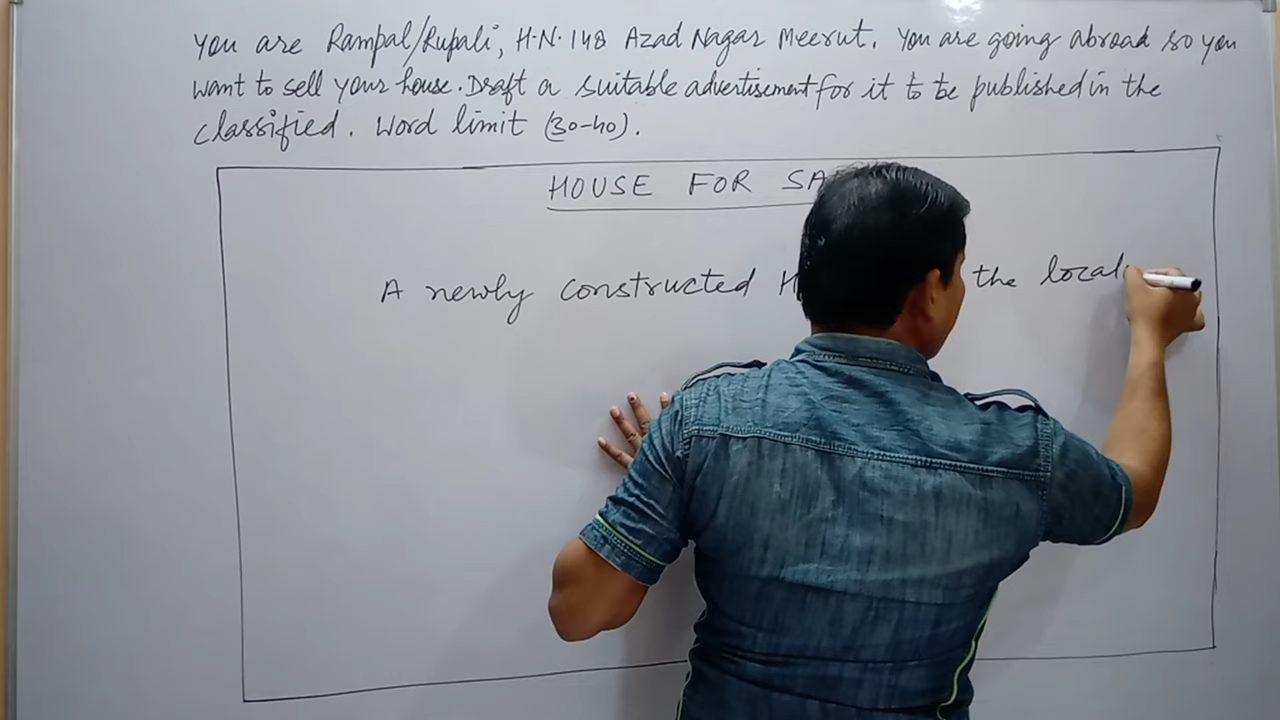 You are Rampal/Rupali, H.N. 148 Azad Nagar Meerut. You are going abroad so you
want to sell your house. Draft a suitable advertisement for it to be published in the
classified. Word limit (30-40).
HOUSE FOR
A newly constructed the